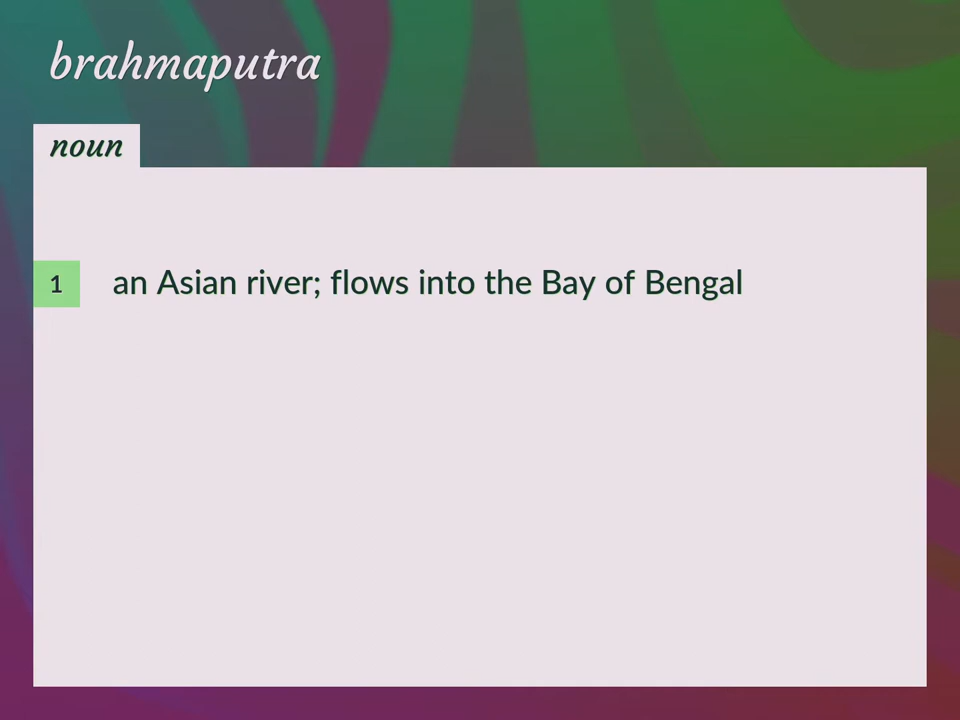 brahmaputra
noun
1 an Asian river; flows into the Bay of Bengal